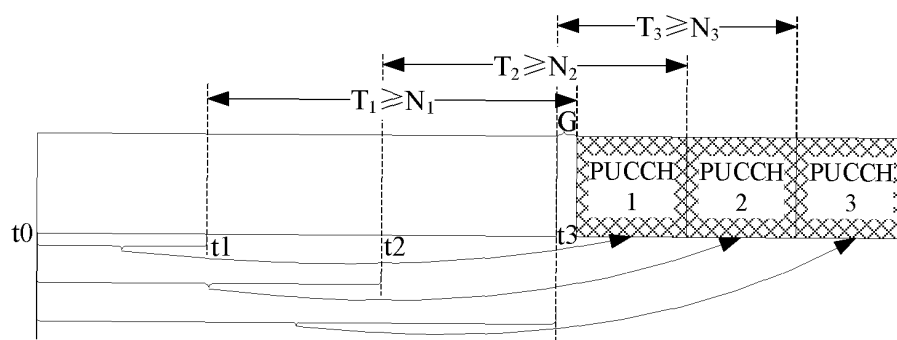 T₃⩾N₃
T₂⩾N₂
T₁⩾N₁
G
PUCCH PUCCH PUCCH
1 2 3
t0 t1 t2 t3